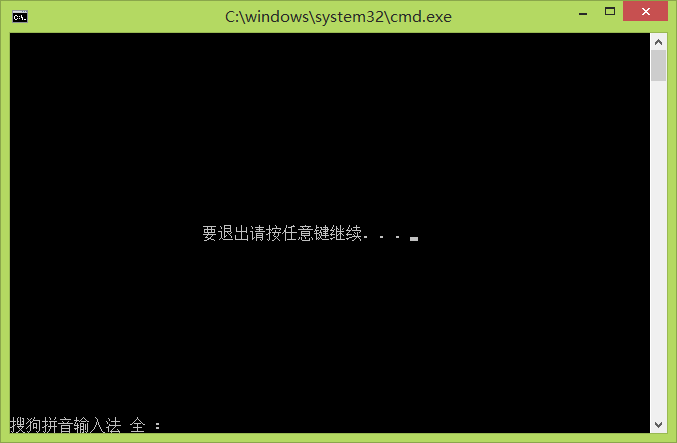 C:\windows\system32\cmd.exe
要退出请按任意键继续. . .
搜狗拼音输入法 全 :